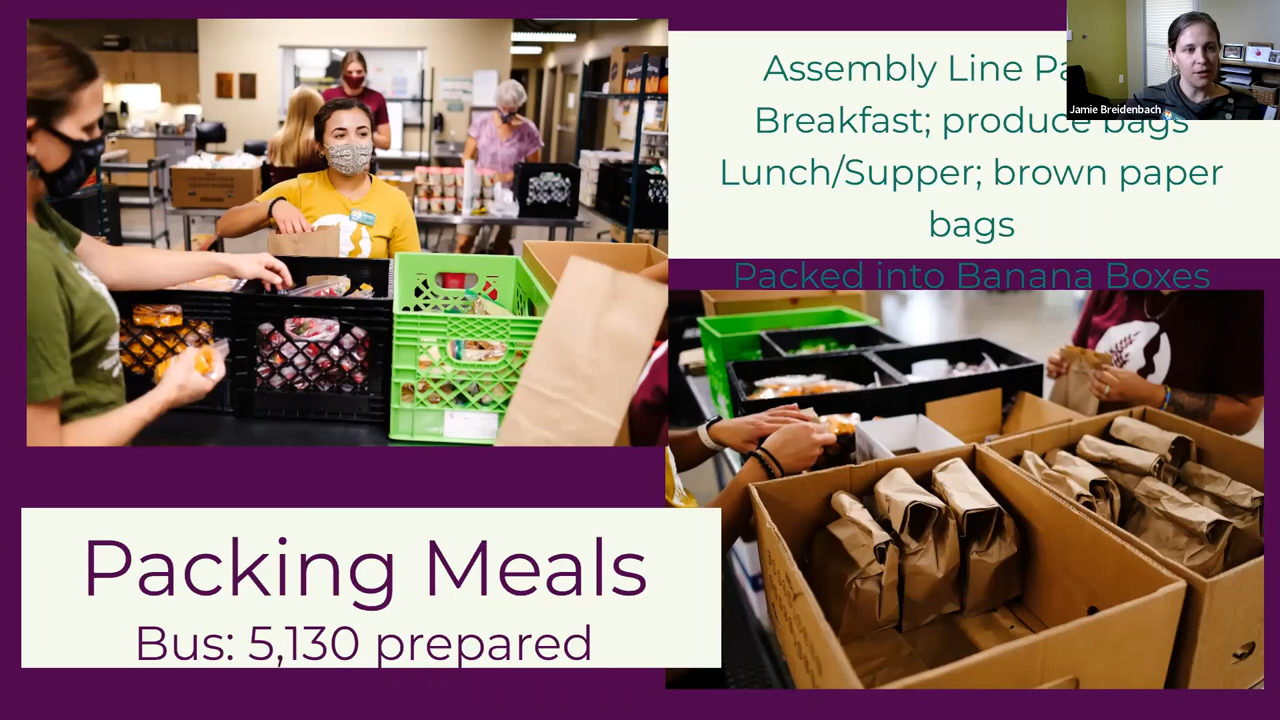 Assembly Line
Breakfast; produce bags
Lunch/Supper; brown paper
bags
Packed into Banana Boxes
Jamie Breidenbach
Packing Meals
Bus: 5,130 prepared